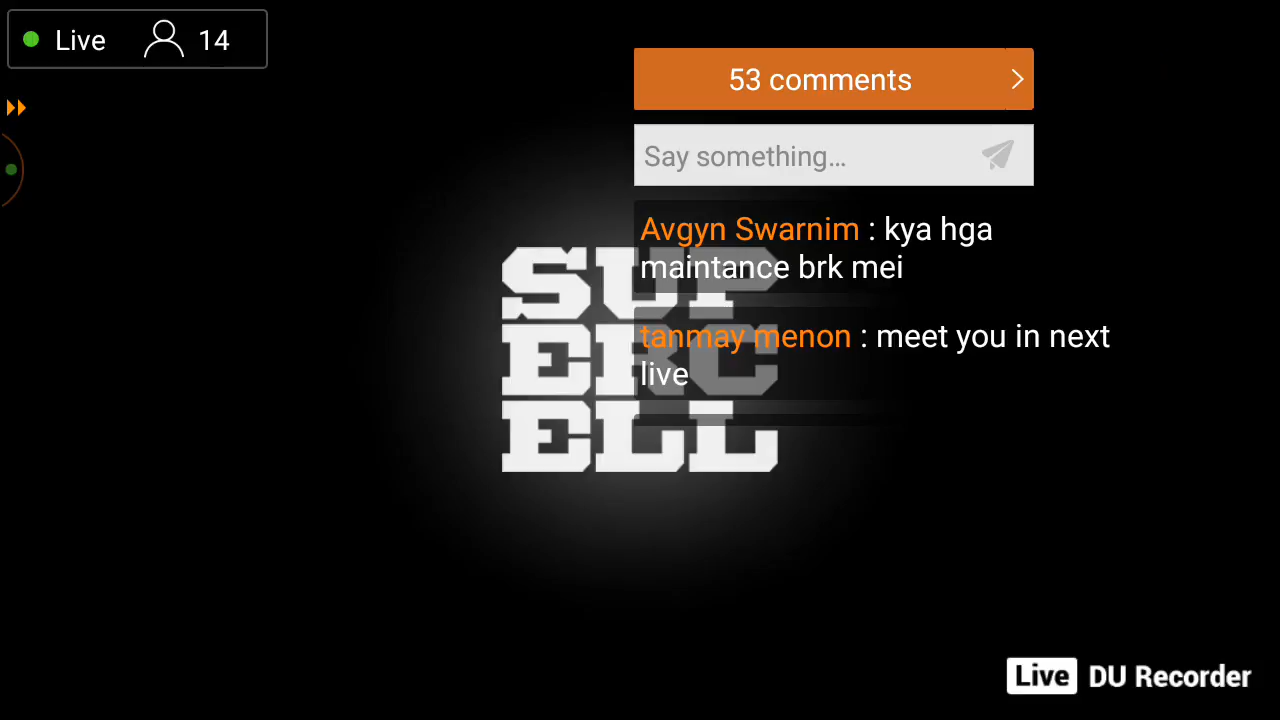 Live 14
53 comments
Say something...
Avgyn Swarnim : kya hga
maintance brk mei
tanmay menon : meet you in next
live
SUP
ERC
ELL
Live DU Recorder